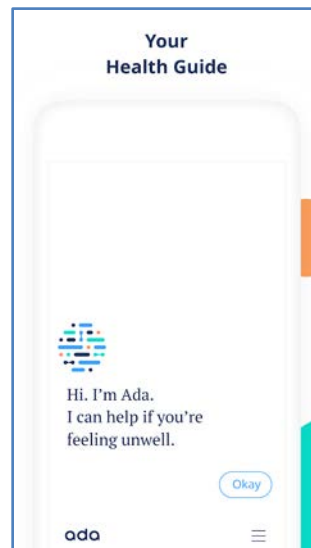 Your
Health Guide
Hi. I'm Ada.
I can help if you're
feeling unwell.
Okay
ada